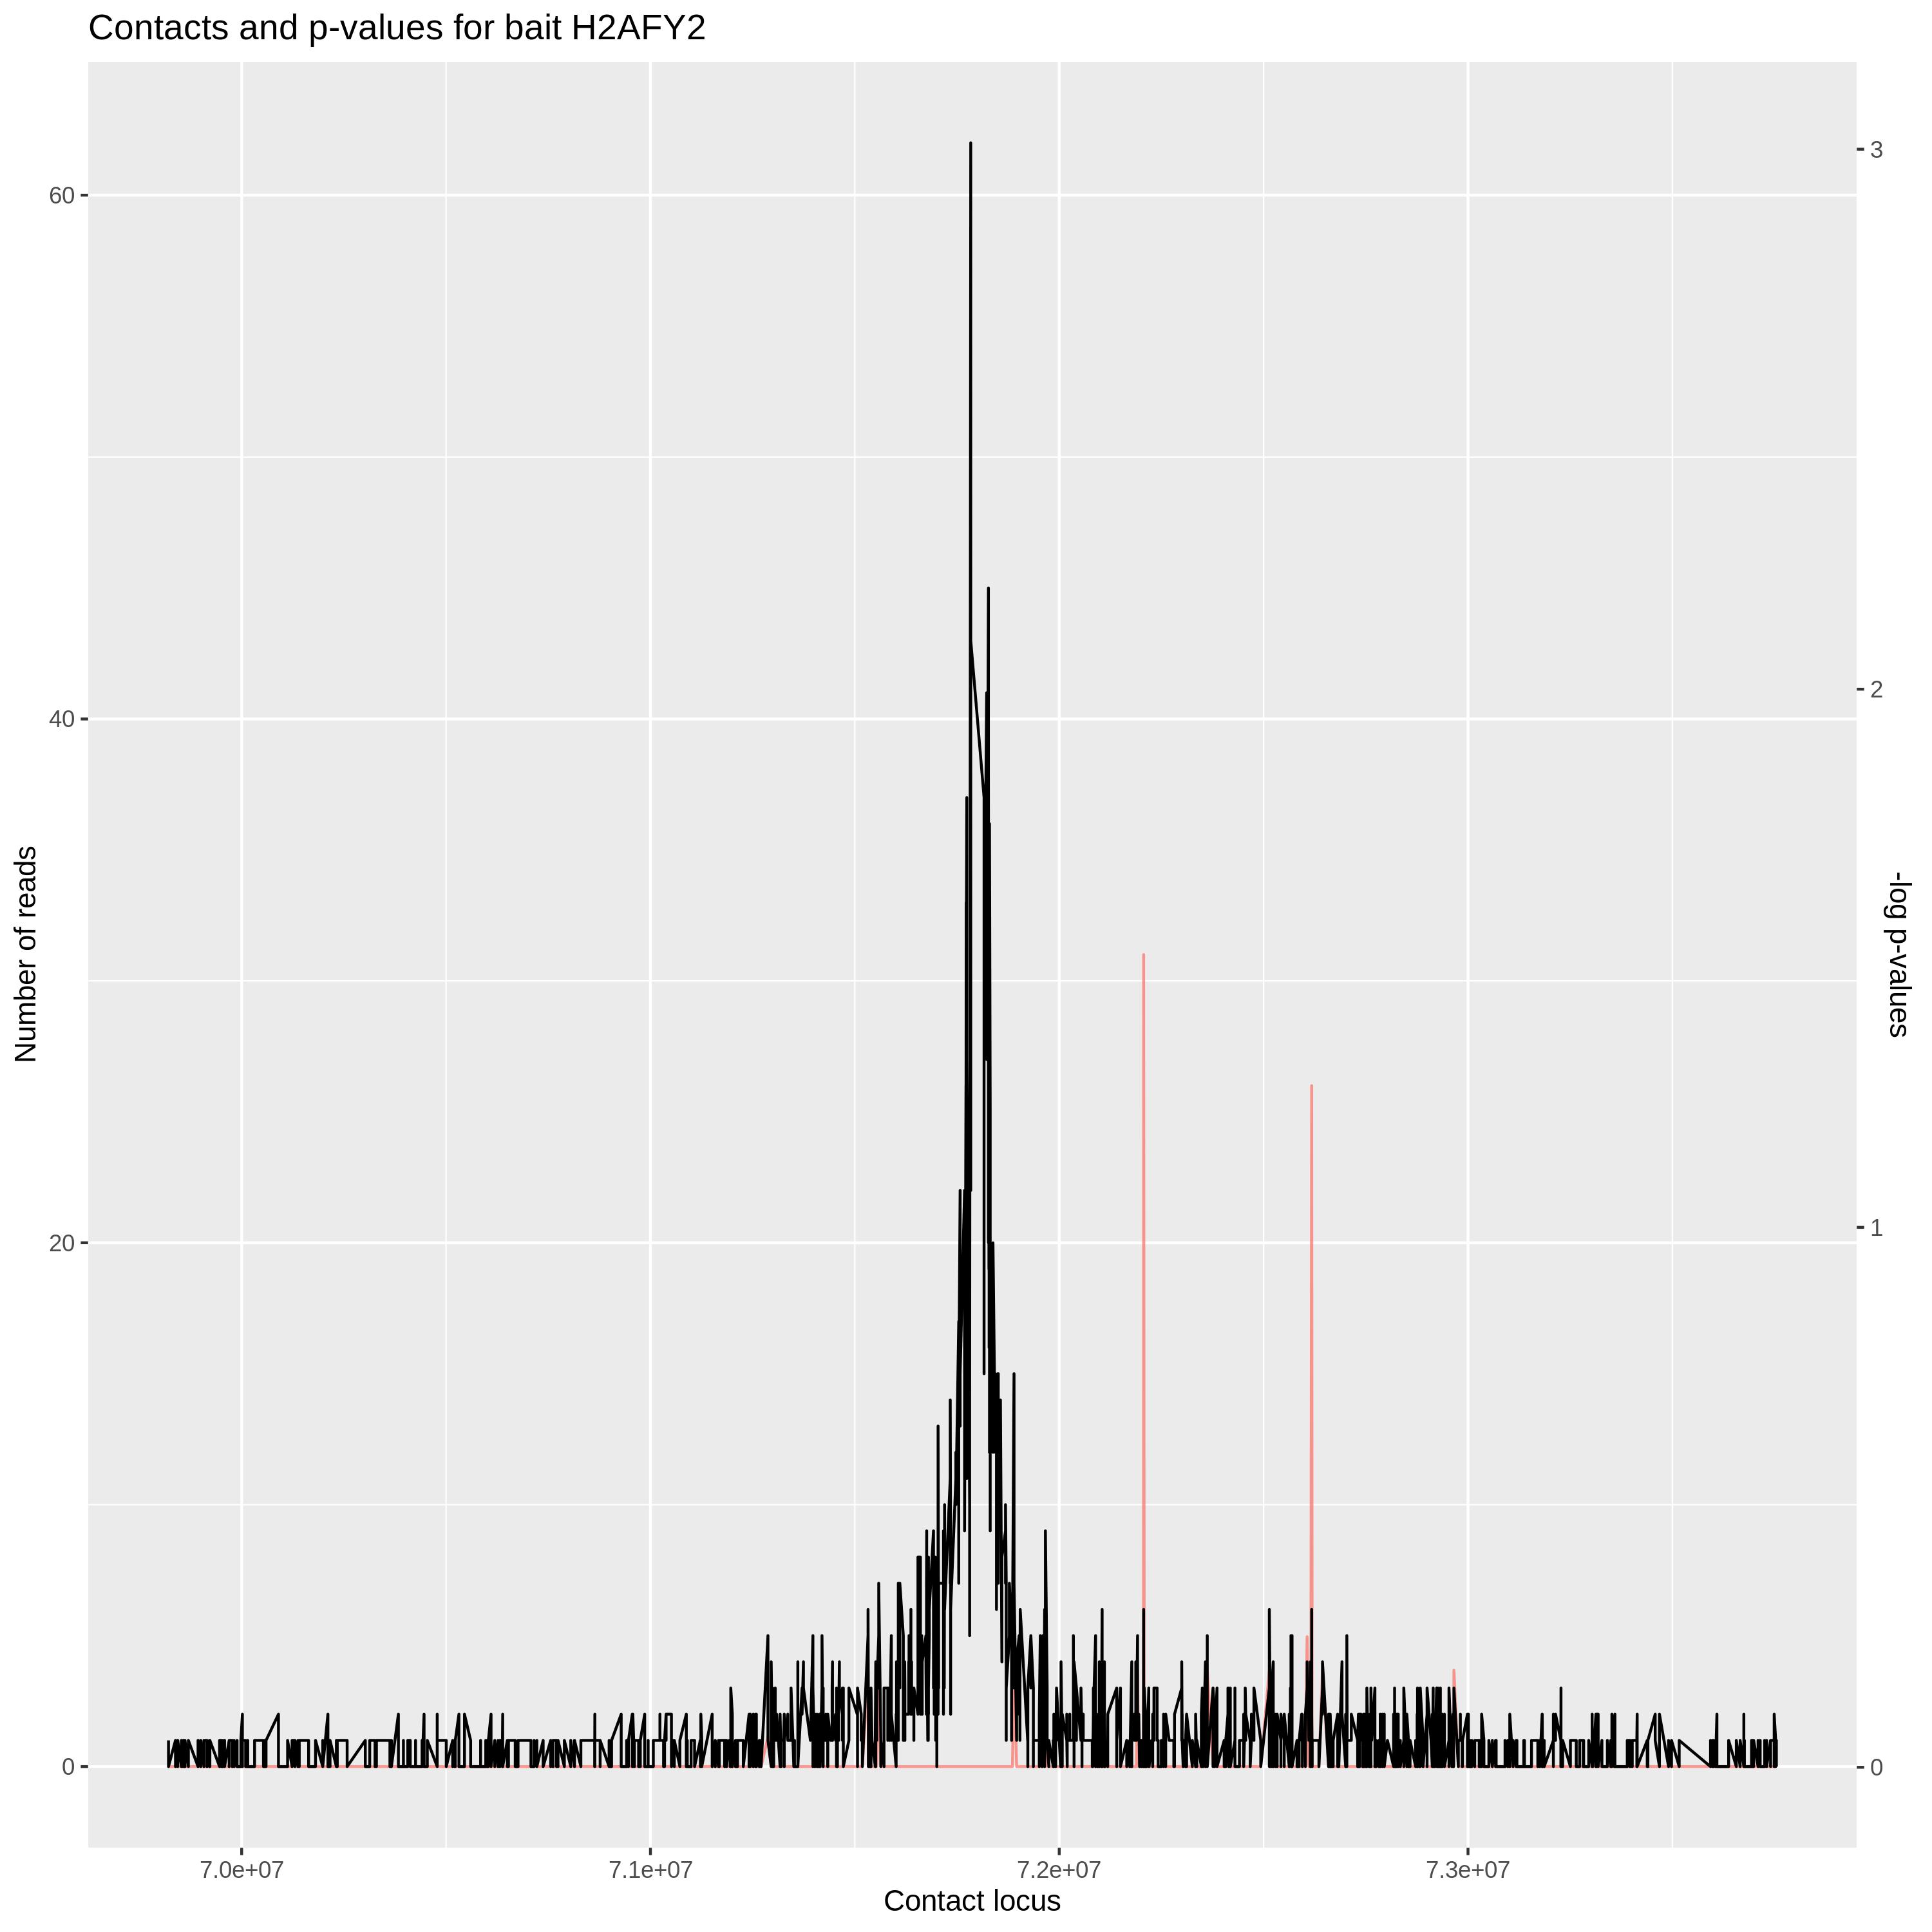 Contacts and p-values for bait H2AFY2
60
40
20
0
Number of reads
3
2
1
0
-log p-values
7.0e+07
7.1e+07
7.2e+07
7.3e+07
Contact locus